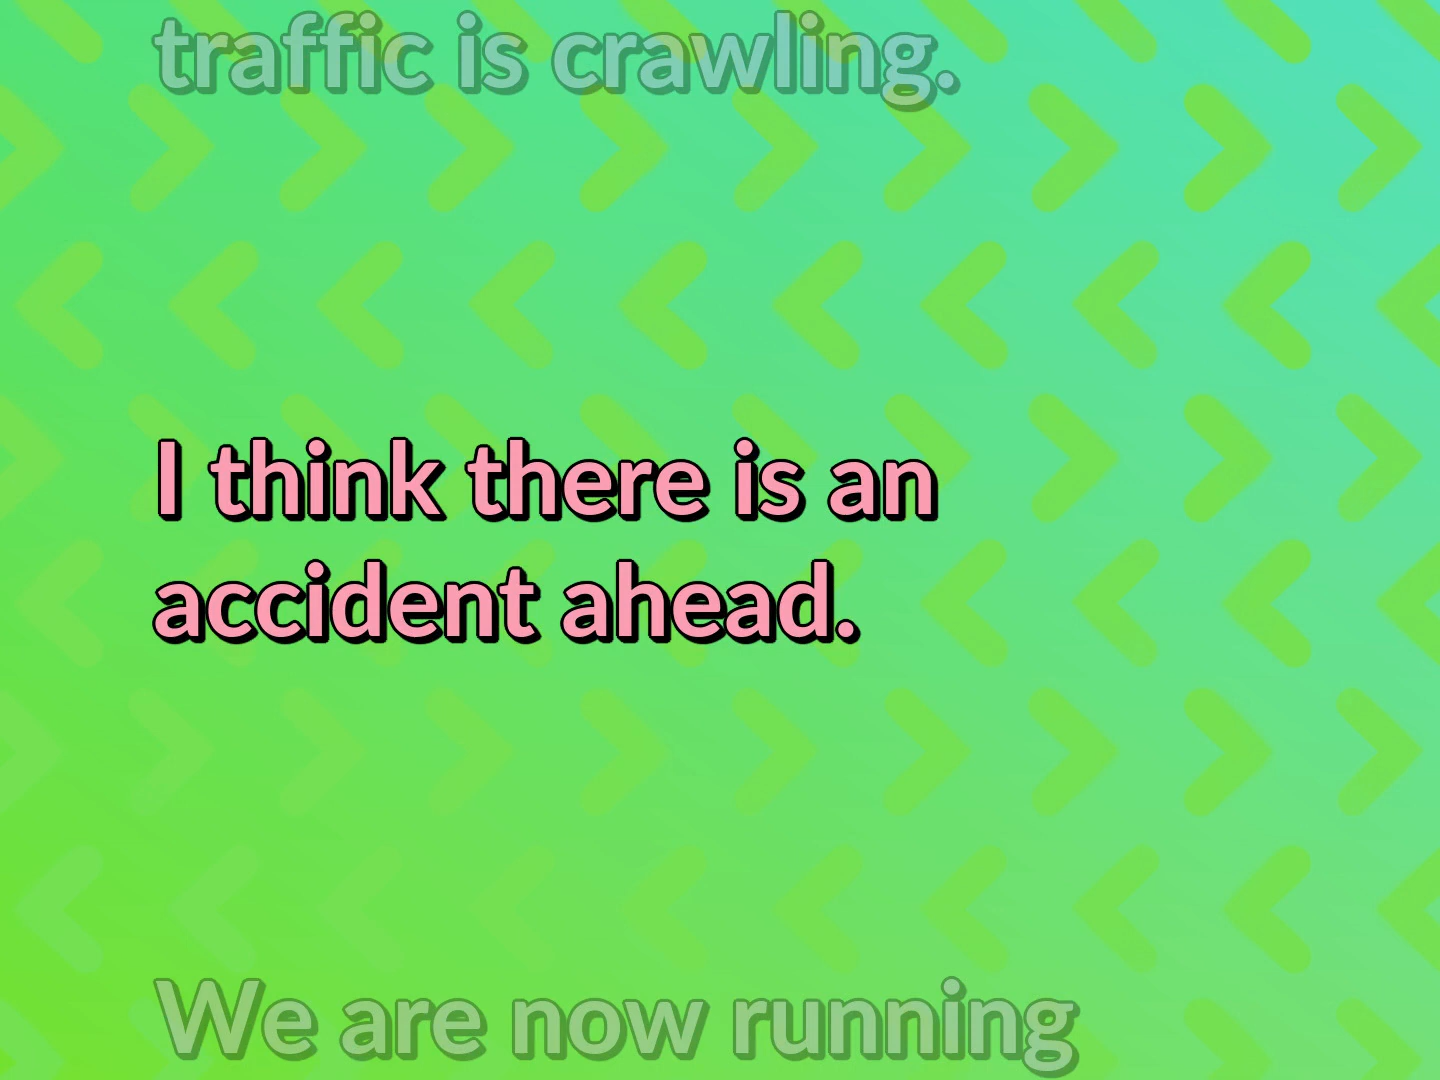 traffic is crawling.
I think there is an
accident ahead.
We are now running